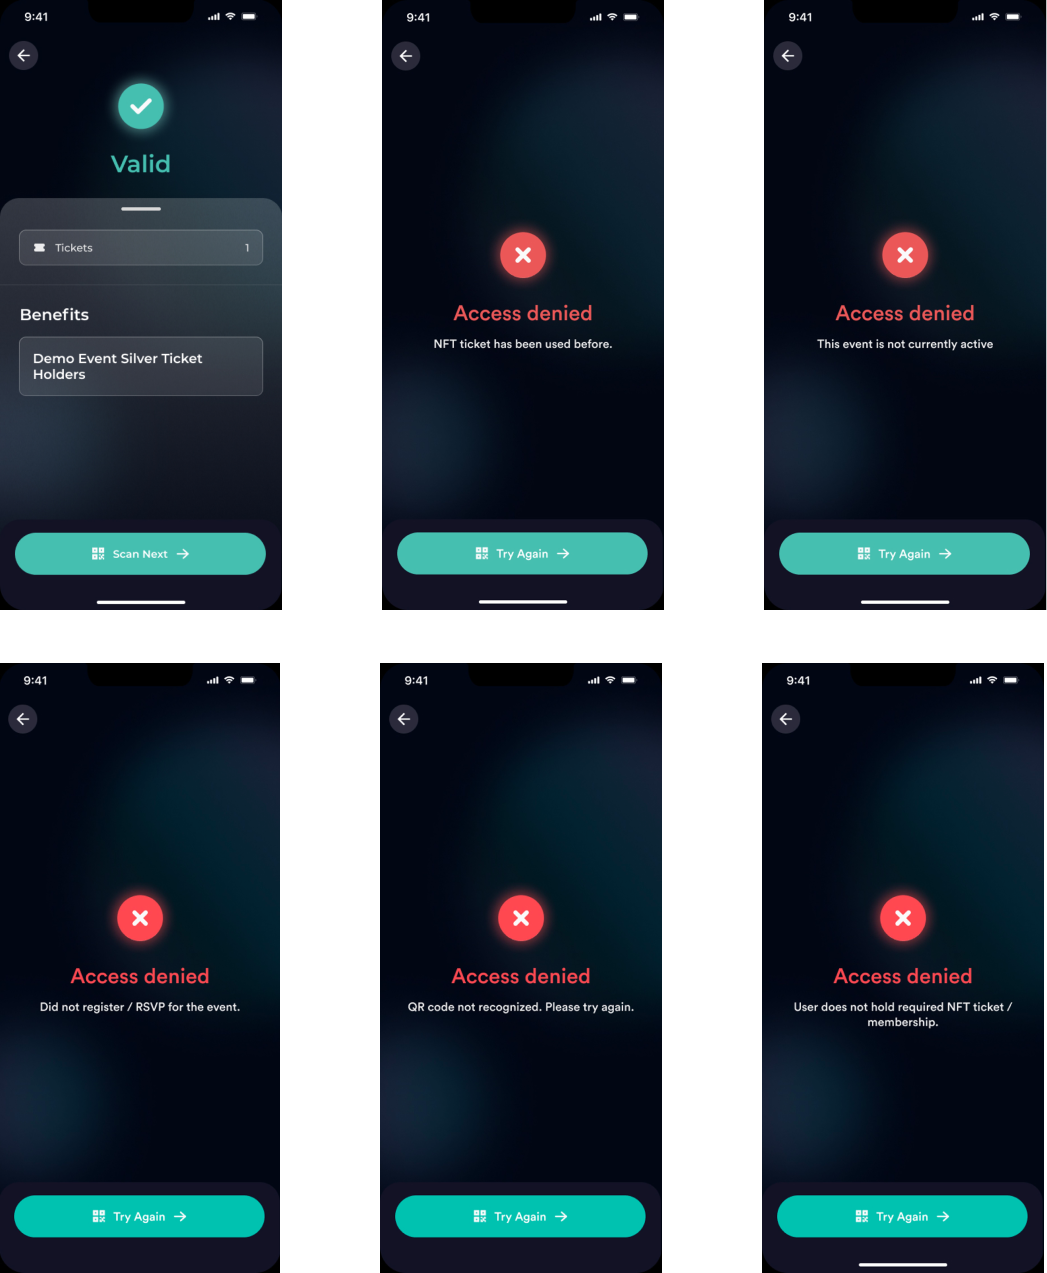 9:41
Valid
Tickets 1
Benefits
Demo Event Silver Ticket
Holders
Scan Next
9:41
Access denied
NFT ticket has been used before.
Try Again
9:41
Access denied
This event is not currently active
Try Again
9:41
Access denied
Did not register / RSVP for the event.
Try Again
9:41
Access denied
QR code not recognized. Please try again.
Try Again
9:41
Access denied
User does not hold required NFT ticket /
membership.
Try Again